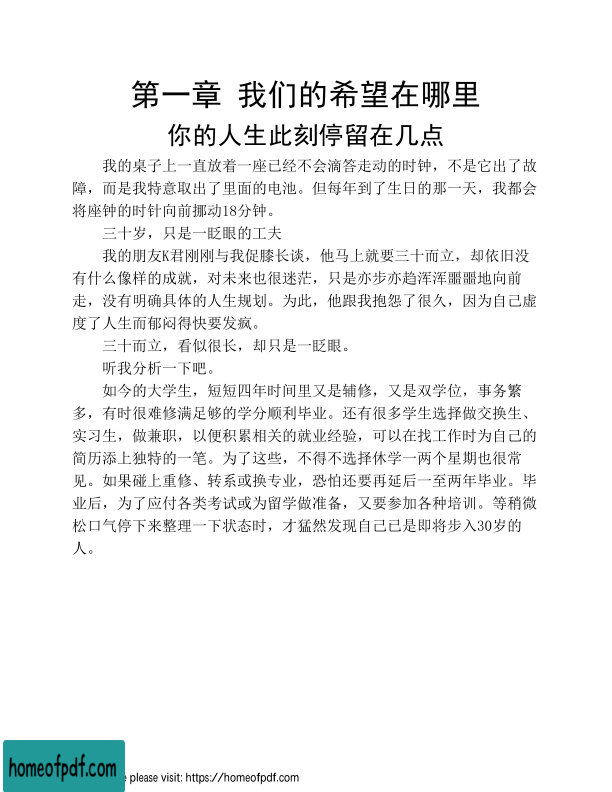 第一章 我们的希望在哪里
你的人生此刻停留在几点
我的桌子上一直放着一座已经不会滴答走动的时钟，不是它出了故
障，而是我特意取出了里面的电池。但每年到了生日的那一天，我都会
将座钟的时针向前挪动18分钟。
三十岁，只是一眨眼的工夫
我的朋友K君刚刚与我促膝长谈，他马上就要三十而立，却依旧没
有什么像样的成就，对未来也很迷茫，只是亦步亦趋浑浑噩噩地向前
走，没有明确具体的人生规划。为此，他跟我抱怨了很久，因为自己虚
度了人生而郁闷得快要发疯。
三十而立，看似很长，却只是一眨眼。
听我分析一下吧。
如今的大学生，短短四年时间里又是辅修，又是双学位，事务繁
多，有时很难修满足够的学分顺利毕业。还有很多学生选择做交换生、
实习生，做兼职，以便积累相关的就业经验，可以在找工作时为自己的
简历添上独特的一笔。为了这些，不得不选择休学一两个星期也很常
见。如果碰上重修、转系或换专业，恐怕还要再延后一至两年毕业。毕
业后，为了应付各类考试或为留学做准备，又要参加各种培训。等稍微
松口气停下来整理一下状态时，才猛然发现自己已是即将步入30岁的
人。
homeofpdf.com
e please visit: https://homeofpdf.com